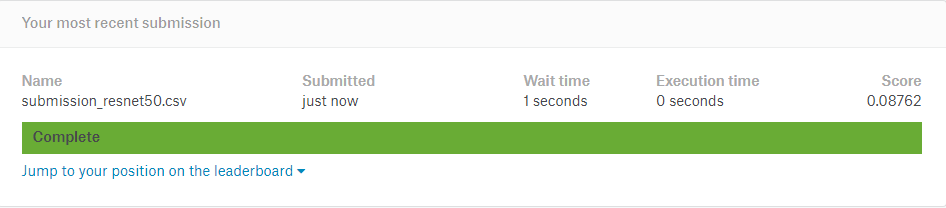 Your most recent submission
Name Submitted Wait time Execution time Score
submission_resnet50.csv just now 1 seconds 0 seconds 0.08762
Complete
Jump to your position on the leaderboard